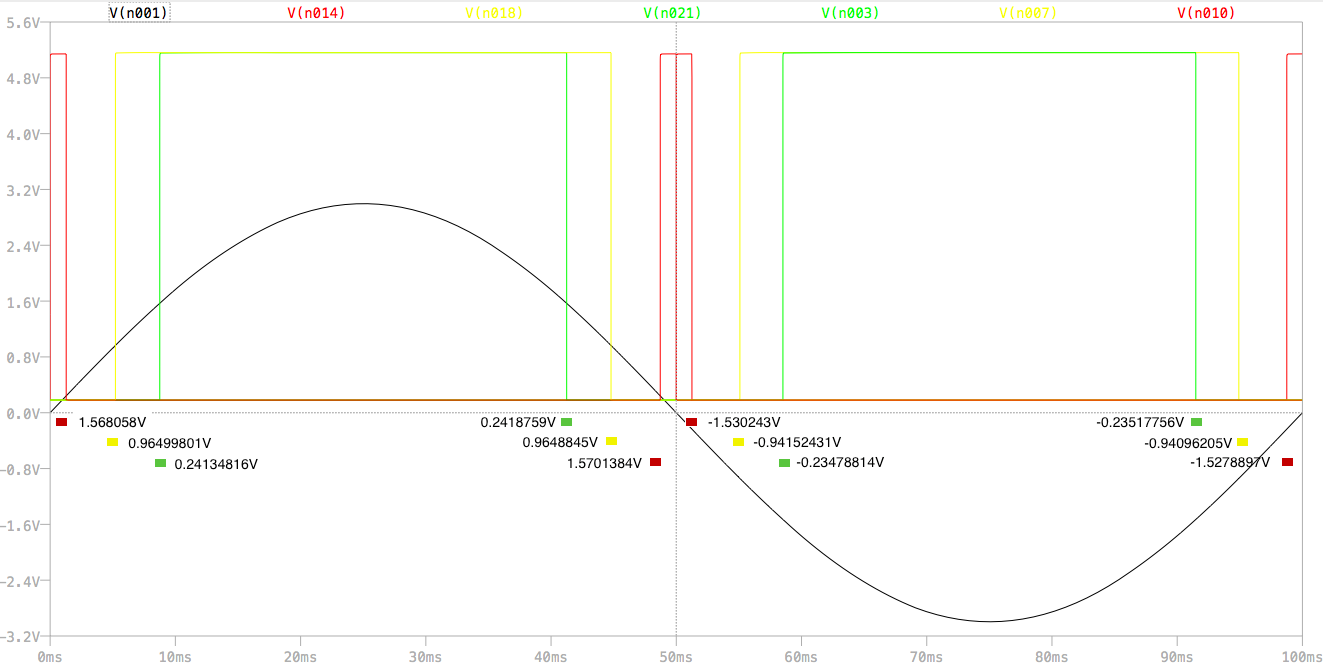 V(n001) V(n014) V(n018) V(n021) V(n003) V(n007) V(n010)
5.6V
4.8V
4.0V
3.2V
2.4V
1.6V
0.8V
0.0V
1.568058V 0.2418759V -1.530243V -0.23517756V
0.96499801V 0.9648845V -0.94152431V -0.94096205V
0.24134816V 1.5701384V -0.23478814V -1.5278897V
-0.8V
-1.6V
-2.4V
-3.2V
0ms 10ms 20ms 30ms 40ms 50ms 60ms 70ms 80ms 90ms 100ms